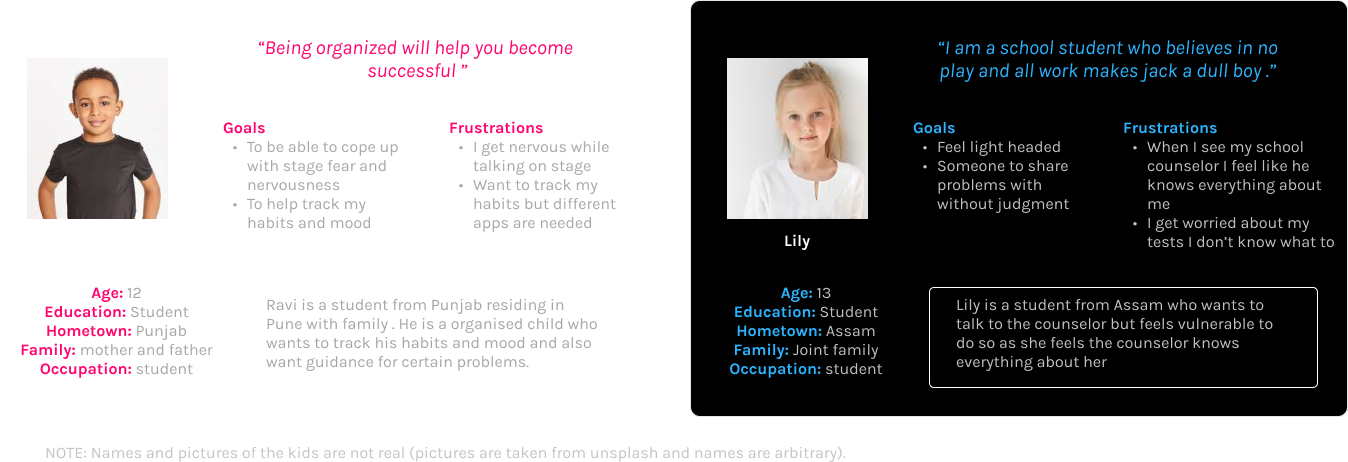 “Being organized will help you become
successful ”
Goals
• To be able to cope up
with stage fear and
nervousness
• To help track my
habits and mood
Frustrations
• I get nervous while
talking on stage
• Want to track my
habits but different
apps are needed
Age: 12
Education: Student
Hometown: Punjab
Family: mother and father
Occupation: student
Ravi is a student from Punjab residing in
Pune with family . He is a organised child who
wants to track his habits and mood and also
want guidance for certain problems.
“I am a school student who believes in no
play and all work makes jack a dull boy .”
Lily
Goals
• Feel light headed
• Someone to share
problems with
without judgment
Frustrations
• When I see my school
counselor I feel like he
knows everything about
me
• I get worried about my
tests I don’t know what to
Age: 13
Education: Student
Hometown: Assam
Family: Joint family
Occupation: student
Lily is a student from Assam who wants to
talk to the counselor but feels vulnerable to
do so as she feels the counselor knows
everything about her
NOTE: Names and pictures of the kids are not real (pictures are taken from unsplash and names are arbitrary).